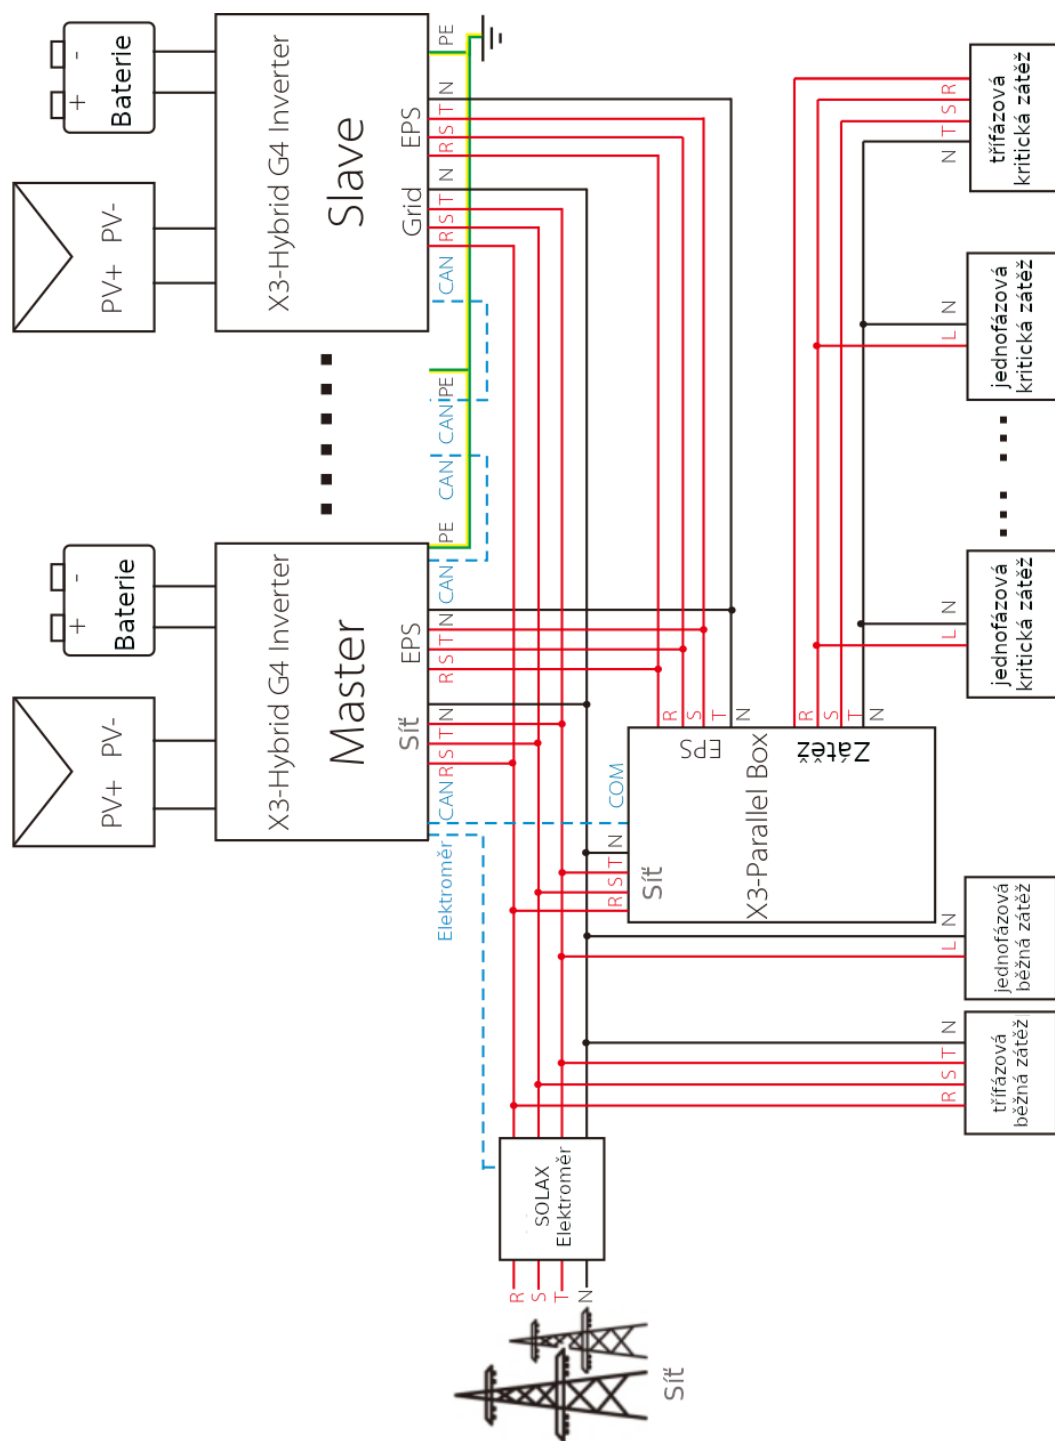 -
+
Baterie
PV+ PV-
X3-Hybrid G4 Inverter
Slave
PE
N
T
S
R
EPS
N
T
S
R
Grid
CAN
PE
CAN
CAN
PE
CAN
-
+
Baterie
PV+ PV-
X3-Hybrid G4 Inverter
Master
N
T
S
R
EPS
N
T
S
R
Síť
CAN
Elektroměr
COM
R
S
T
N
EPS
R
S
T
N
Zátěž
X3-Parallel Box
N
T
S
R
Síť
R
S
T
N
třífázová
kritická zátěž
N
L
jednofázová
kritická zátěž
N
L
jednofázová
kritická zátěž
N
L
jednofázová
běžná zátěž
N
T
S
R
třífázová
běžná zátěž
SOLAX
Elektroměr
R
S
T
N
Síť